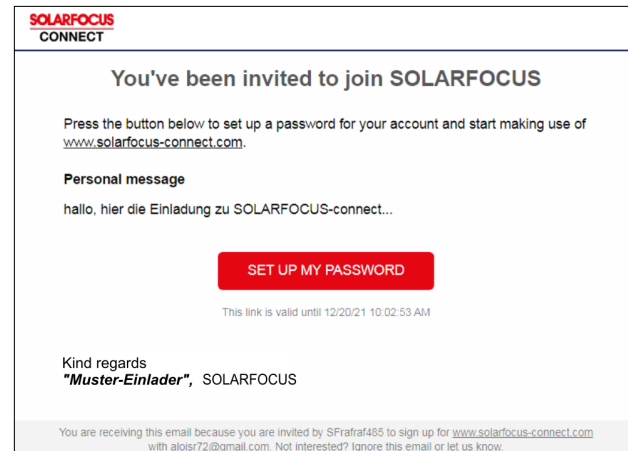 SOLARFOCUS
CONNECT
You've been invited to join SOLARFOCUS
Press the button below to set up a password for your account and start making use of
www.solarfocus-connect.com.
Personal message
hallo, hier die Einladung zu SOLARFOCUS-connect...
SET UP MY PASSWORD
This link is valid until 12/20/21 10:02:53 AM
Kind regards
"Muster-Einlader", SOLARFOCUS
You are receiving this email because you are invited by SFrafraf485 to sign up for www.solarfocus-connect.com
with aloisr72@gmail.com. Not interested? Ignore this email or let us know.